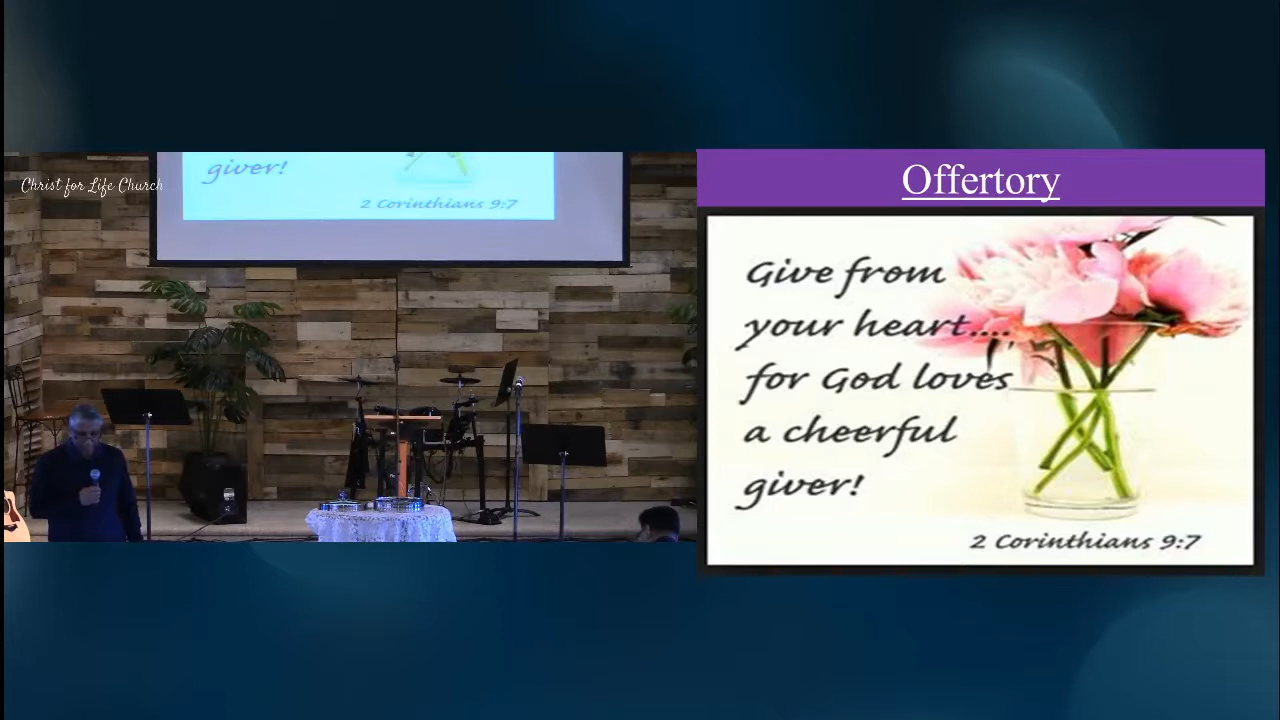 Christ for Life Church
giver!
2 Corinthians 9:7
Offertory
Give from
your heart....
for God loves
a cheerful
giver!
2 Corinthians 9:7